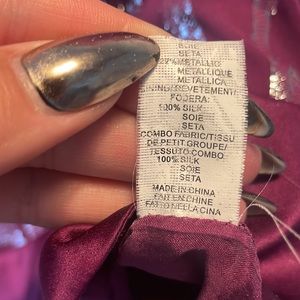 SOIE
SETA
27% METALLIC
METALLIQUE
METALLICA
LINING/REVETEMENT/
FODERA:
100% SILK
SOIE
SETA
COMBO FABRIC/TISSU
DE PETIT GROUPE/
TESSUTO COMBO
100% SILK
SOIE
SETA
MADE IN CHINA
FAIT EN CHINE
FATTO NELLA CINA